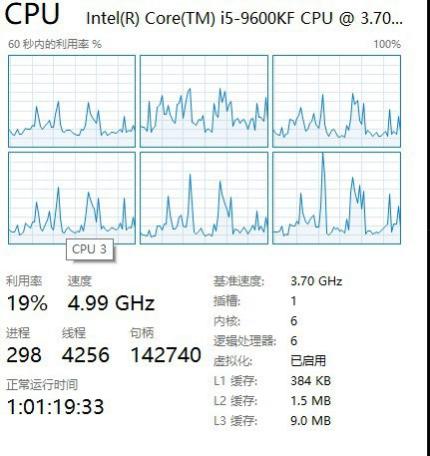 CPU Intel(R) Core(TM) i5-9600KF CPU @ 3.70...
60 秒内的利用率 % 100%
CPU 3
利用率 速度 基准速度: 3.70 GHz
19% 4.99 GHz 插槽: 1
进程 线程 句柄 内核: 6
298 4256 142740 逻辑处理器: 6
虚拟化: 已启用
正常运行时间 L1 缓存: 384 KB
1:01:19:33 L2 缓存: 1.5 MB
L3 缓存: 9.0 MB